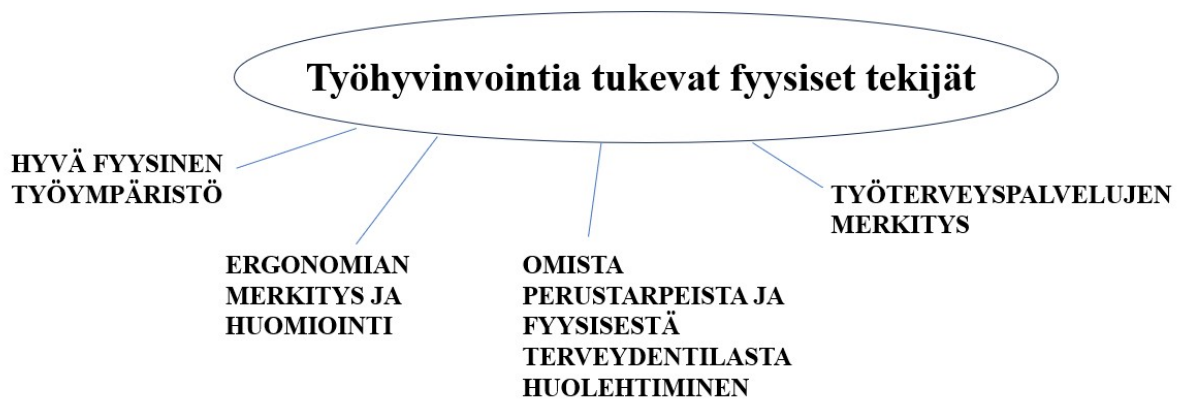 Työhyvinvointia tukevat fyysiset tekijät
HYVÄ FYYSINEN
TYÖYMPÄRISTÖ
ERGONOMIAN
MERKITYS JA
HUOMIOINTI
OMISTA
PERUSTARPEISTA JA
FYYSISESTÄ
TERVEYDENTILASTA
HUOLEHTIMINEN
TYÖTERVEYSPALVELUJEN
MERKITYS